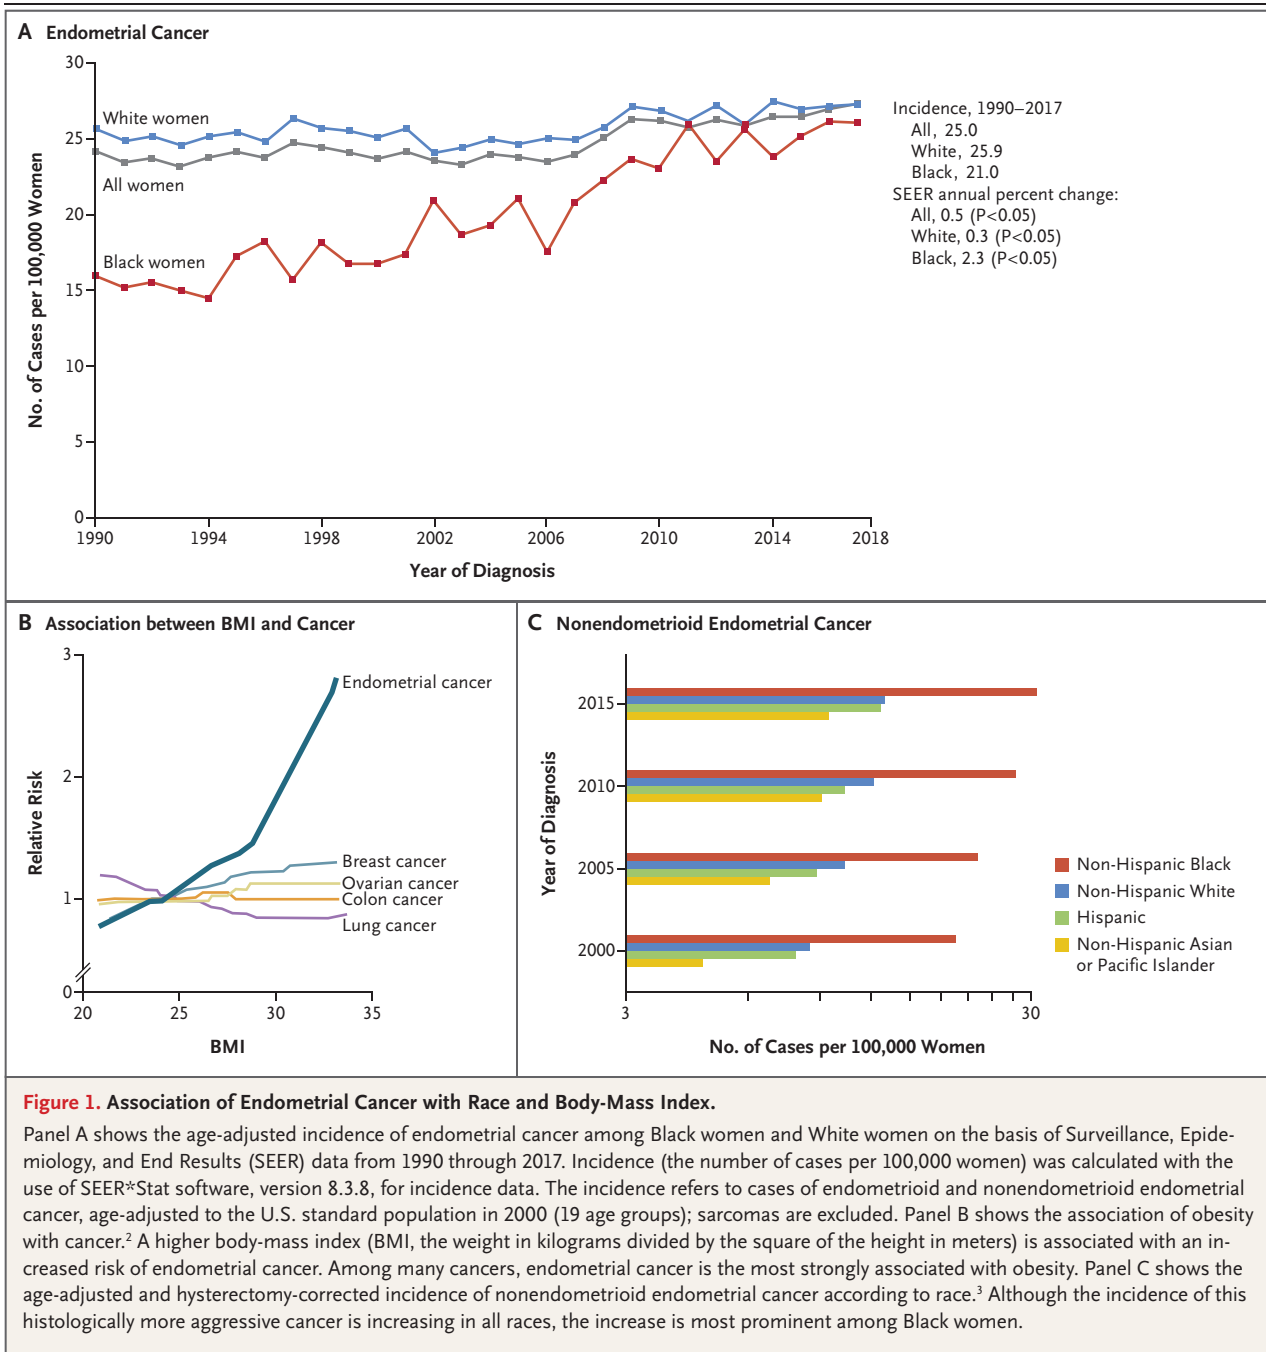 A Endometrial Cancer
30
25
20
15
10
5
0
No. of Cases per 100,000 Women
White women
All women
Black women
1990 1994 1998 2002 2006 2010 2014 2018
Year of Diagnosis
Incidence, 1990–2017
All, 25.0
White, 25.9
Black, 21.0
SEER annual percent change:
All, 0.5 (P<0.05)
White, 0.3 (P<0.05)
Black, 2.3 (P<0.05)
B Association between BMI and Cancer
3
2
1
0
Relative Risk
Endometrial cancer
Breast cancer
Ovarian cancer
Colon cancer
Lung cancer
20 25 30 35
BMI
C Nonendometrioid Endometrial Cancer
2015
2010
2005
2000
Year of Diagnosis
3 30
No. of Cases per 100,000 Women
Non-Hispanic Black
Non-Hispanic White
Hispanic
Non-Hispanic Asian
or Pacific Islander
Figure 1. Association of Endometrial Cancer with Race and Body-Mass Index.
Panel A shows the age-adjusted incidence of endometrial cancer among Black women and White women on the basis of Surveillance, Epide-
miology, and End Results (SEER) data from 1990 through 2017. Incidence (the number of cases per 100,000 women) was calculated with the
use of SEER*Stat software, version 8.3.8, for incidence data. The incidence refers to cases of endometrioid and nonendometrioid endometrial
cancer, age-adjusted to the U.S. standard population in 2000 (19 age groups); sarcomas are excluded. Panel B shows the association of obesity
with cancer.2 A higher body-mass index (BMI, the weight in kilograms divided by the square of the height in meters) is associated with an in-
creased risk of endometrial cancer. Among many cancers, endometrial cancer is the most strongly associated with obesity. Panel C shows the
age-adjusted and hysterectomy-corrected incidence of nonendometrioid endometrial cancer according to race.3 Although the incidence of this
histologically more aggressive cancer is increasing in all races, the increase is most prominent among Black women.